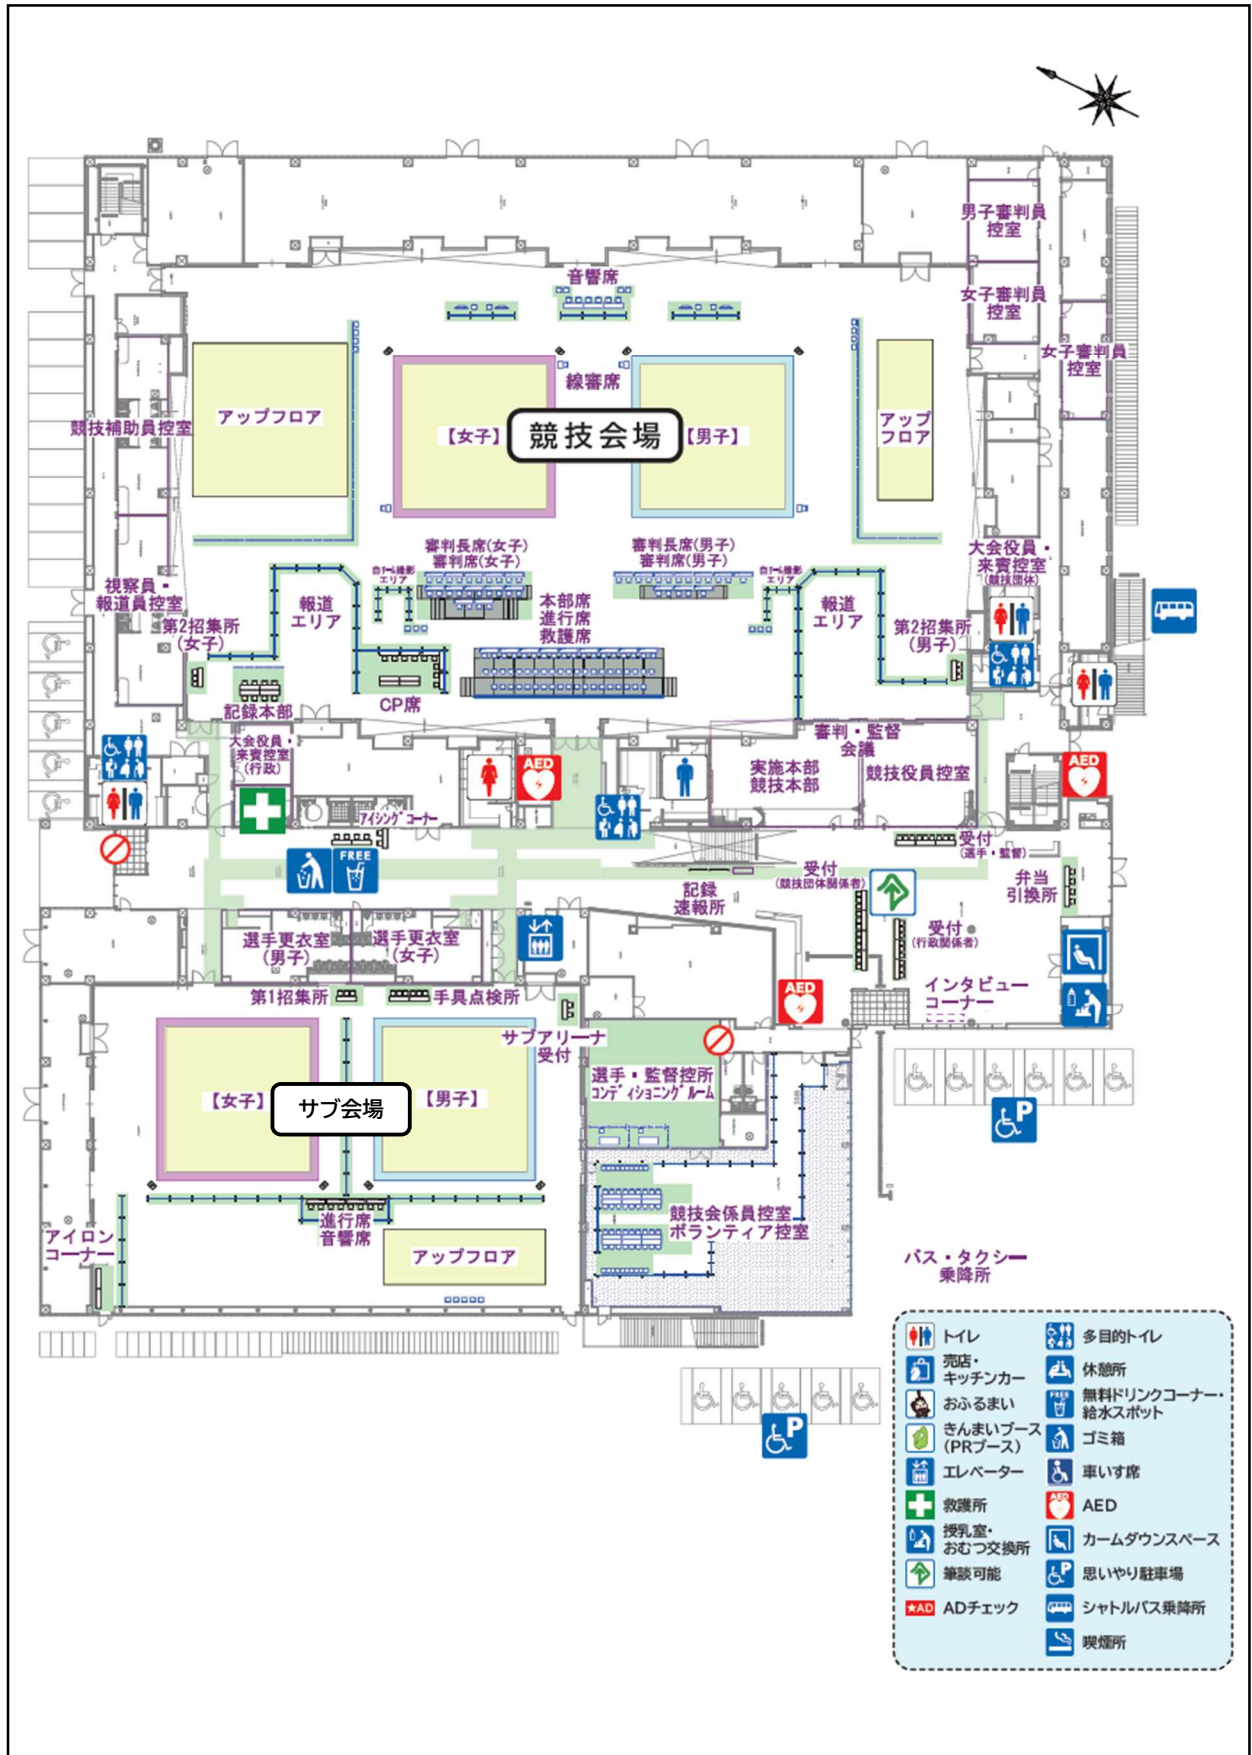 男子審判員
控室
音響席
女子審判員
控室
女子審判員
控室
線審席
アップフロア
【女子】
競技会場
【男子】
アップ
フロア
競技補助員控室
審判長席(女子)
審判席(女子)
審判長席(男子)
審判席(男子)
大会役員・
来賓控室
(競技団体)
視察員・
報道員控室
エリア
エリア
報道
エリア
本部席
進行席
救護席
報道
エリア
第2招集所
(女子)
第2招集所
(男子)
CP席
記録本部
大会役員・
来賓控室
(行政)
審判・監督
会議
実施本部
競技本部
競技役員控室
AED
AED
アイシングコーナー
受付
(選手・監督)
FREE
受付
(競技団体関係者)
弁当
引換所
記録
速報所
受付
(行政関係者)
選手更衣室
(男子)
選手更衣室
(女子)
インタビュー
コーナー
AED
第1招集所
手具点検所
サブアリーナ
受付
選手・監督控所
コンディショニングルーム
【女子】
サブ会場
【男子】
P
競技会係員控室
ボランティア控室
進行席
音響席
アイロン
コーナー
アップフロア
バス・タクシー
乗降所
P
トイレ
売店・
キッチンカー
おふるまい
きんまいブース
(PRブース)
エレベーター
救護所
授乳室・
おむつ交換所
筆談可能
★AD ADチェック
多目的トイレ
休憩所
FREE 無料ドリンクコーナー・
給水スポット
ゴミ箱
車いす席
AED AED
カームダウンスペース
P 思いやり駐車場
シャトルバス乗降所
喫煙所